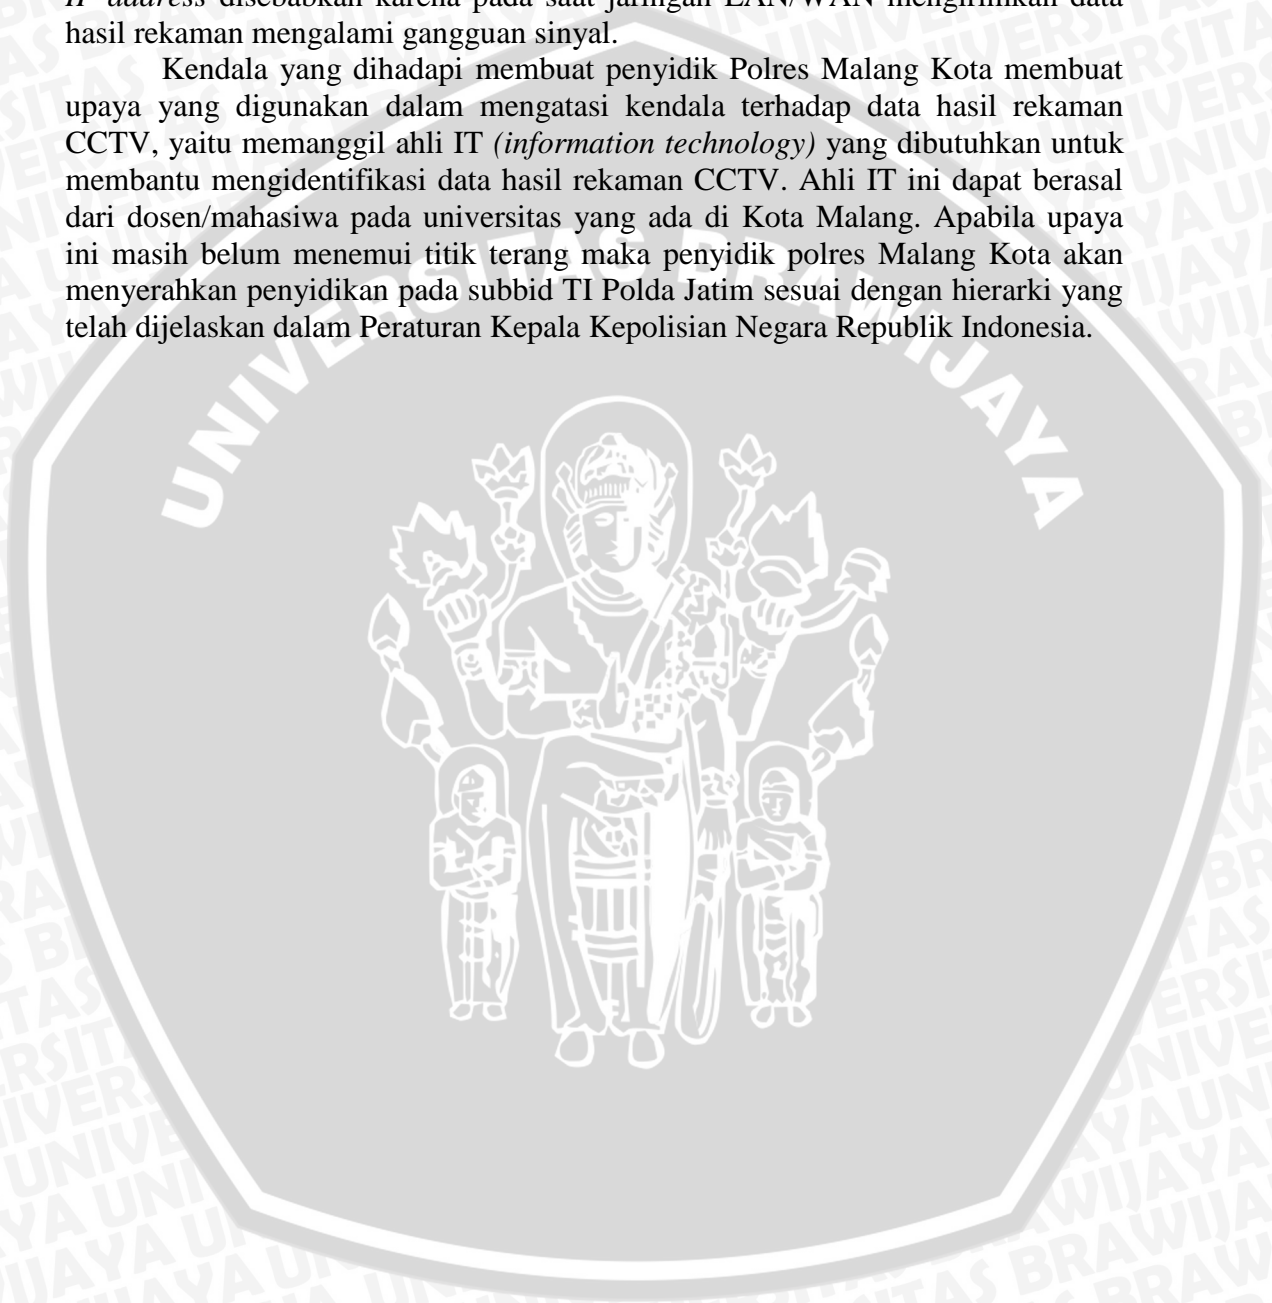 IP address disebabkan karena pada saat jaringan LAN/WAN mengirimkan data
hasil rekaman mengalami gangguan sinyal.
Kendala yang dihadapi membuat penyidik Polres Malang Kota membuat
upaya yang digunakan dalam mengatasi kendala terhadap data hasil rekaman
CCTV, yaitu memanggil ahli IT (information technology) yang dibutuhkan untuk
membantu mengidentifikasi data hasil rekaman CCTV. Ahli IT ini dapat berasal
dari dosen/mahasiwa pada universitas yang ada di Kota Malang. Apabila upaya
ini masih belum menemui titik terang maka penyidik polres Malang Kota akan
menyerahkan penyidikan pada subbid TI Polda Jatim sesuai dengan hierarki yang
telah dijelaskan dalam Peraturan Kepala Kepolisian Negara Republik Indonesia.
UNIVERSITAS BRAWIJAYA